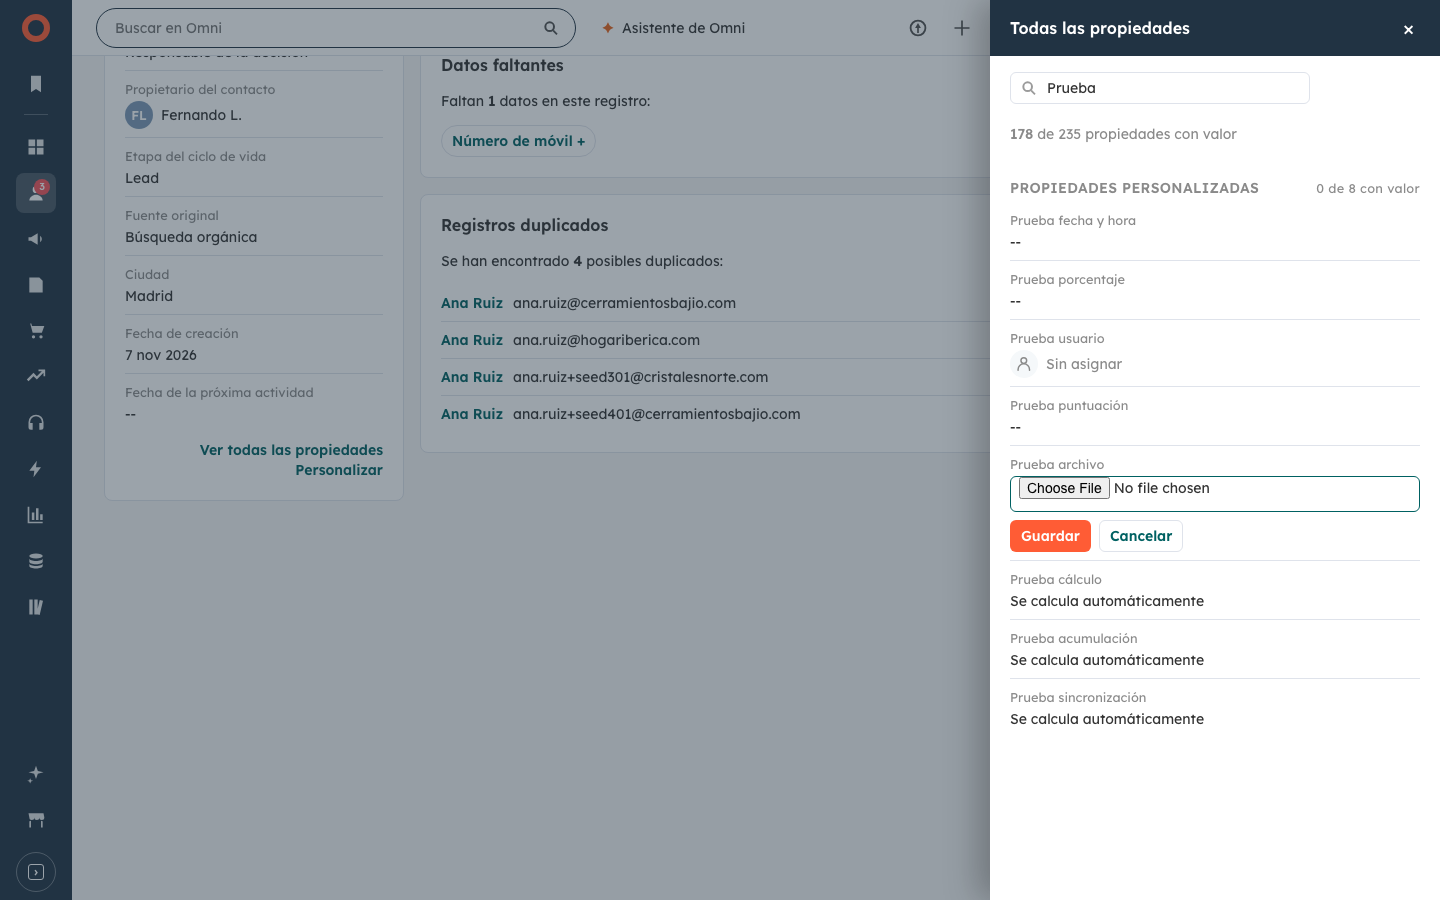 Buscar en Omni
Asistente de Omni
3
Responsable de la decisión
Propietario del contacto
FL Fernando L.
Etapa del ciclo de vida
Lead
Fuente original
Búsqueda orgánica
Ciudad
Madrid
Fecha de creación
7 nov 2026
Fecha de la próxima actividad
--
Ver todas las propiedades
Personalizar
Datos faltantes
Faltan 1 datos en este registro:
Número de móvil +
Registros duplicados
Se han encontrado 4 posibles duplicados:
Ana Ruiz ana.ruiz@cerramientosbajio.com
Ana Ruiz ana.ruiz@hogariberica.com
Ana Ruiz ana.ruiz+seed301@cristalesnorte.com
Ana Ruiz ana.ruiz+seed401@cerramientosbajio.com
Todas las propiedades
Prueba
178 de 235 propiedades con valor
PROPIEDADES PERSONALIZADAS 0 de 8 con valor
Prueba fecha y hora
--
Prueba porcentaje
--
Prueba usuario
Sin asignar
Prueba puntuación
--
Prueba archivo
Choose File No file chosen
Guardar Cancelar
Prueba cálculo
Se calcula automáticamente
Prueba acumulación
Se calcula automáticamente
Prueba sincronización
Se calcula automáticamente